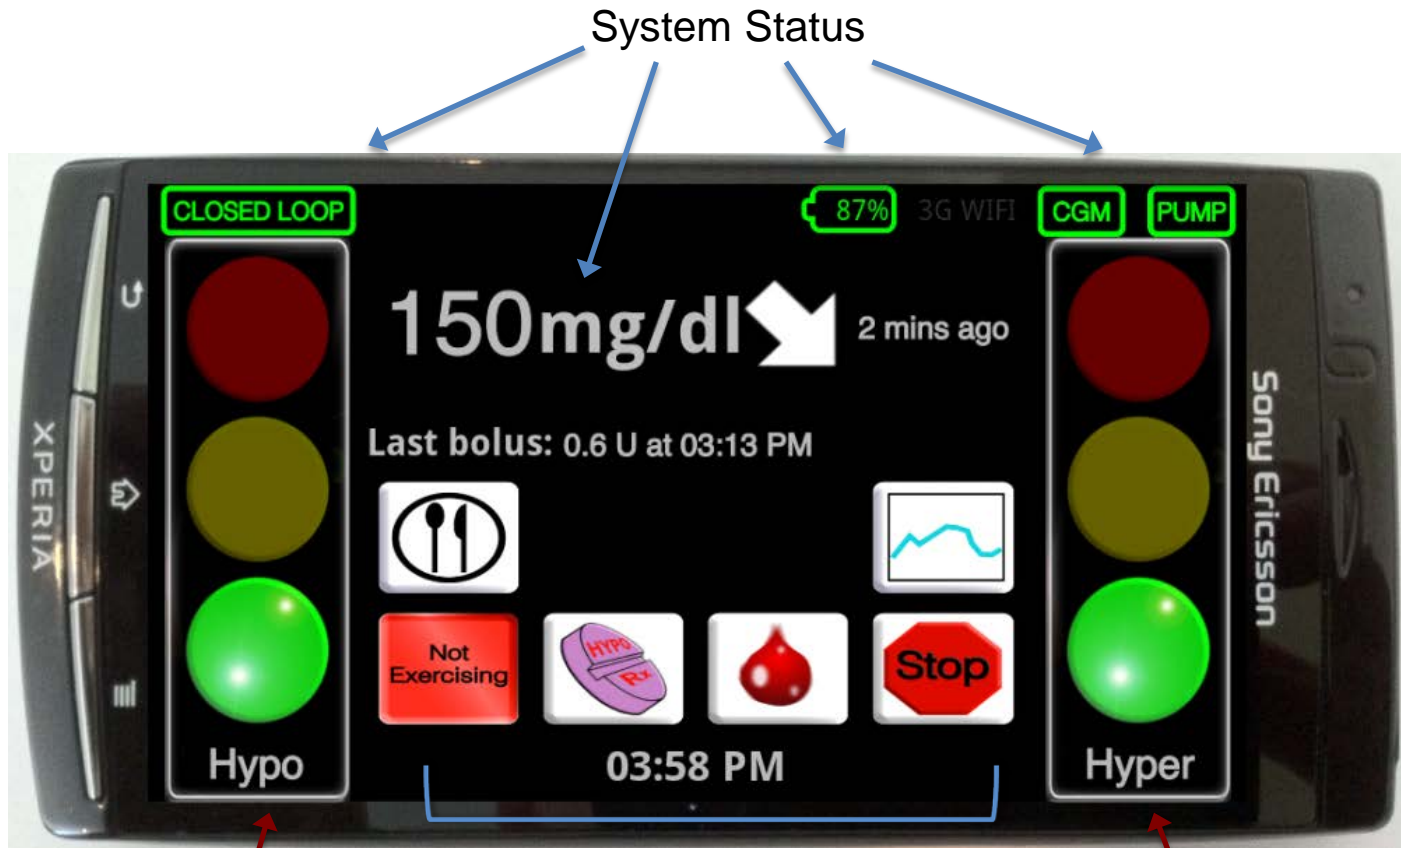 System Status
CLOSED LOOP
87%
3G WIFI
CGM
PUMP
150mg/dl
2 mins ago
Last bolus: 0.6 U at 03:13 PM
Not
Exercising
HYPO
Rx
Stop
Hypo
03:58 PM
Hyper
XPERIA
Sony Ericsson